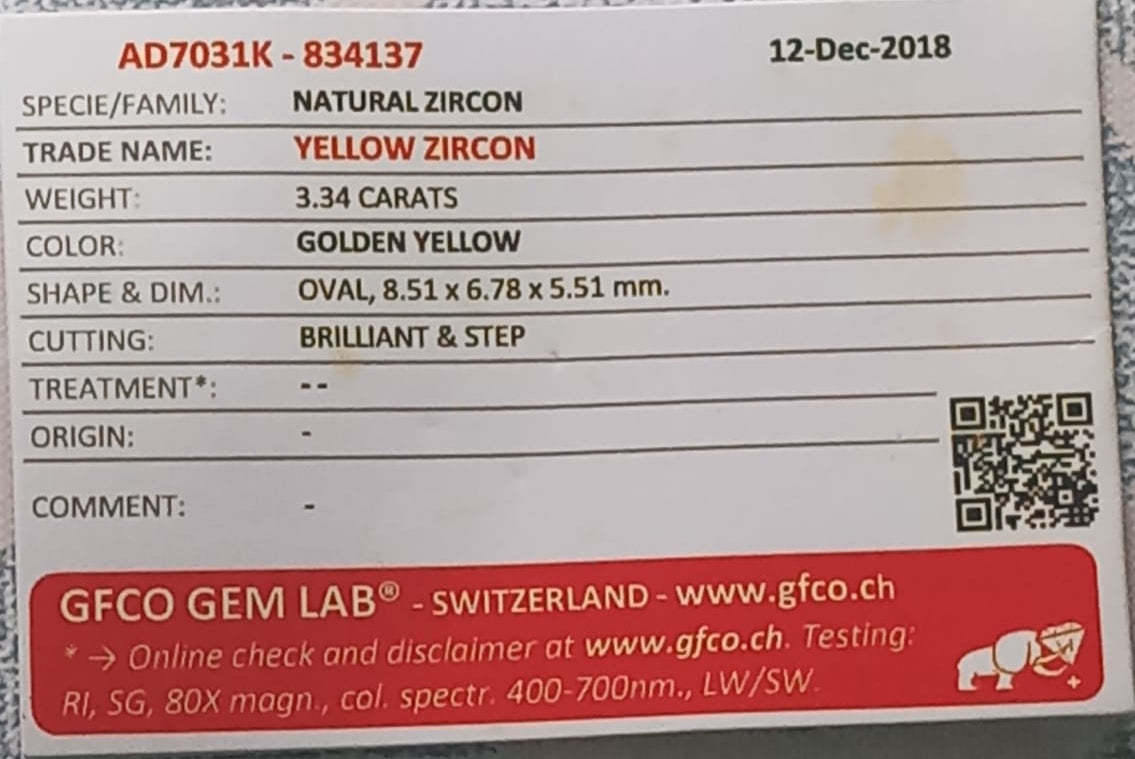 AD7031K - 834137 12-Dec-2018
SPECIE/FAMILY: NATURAL ZIRCON
TRADE NAME: YELLOW ZIRCON
WEIGHT: 3.34 CARATS
COLOR: GOLDEN YELLOW
SHAPE & DIM.: OVAL, 8.51 x 6.78 x 5.51 mm.
CUTTING: BRILLIANT & STEP
TREATMENT*: --
ORIGIN: -
COMMENT: -
GFCO GEM LAB® - SWITZERLAND - www.gfco.ch
* → Online check and disclaimer at www.gfco.ch. Testing:
RI, SG, 80X magn., col. spectr. 400-700nm., LW/SW.